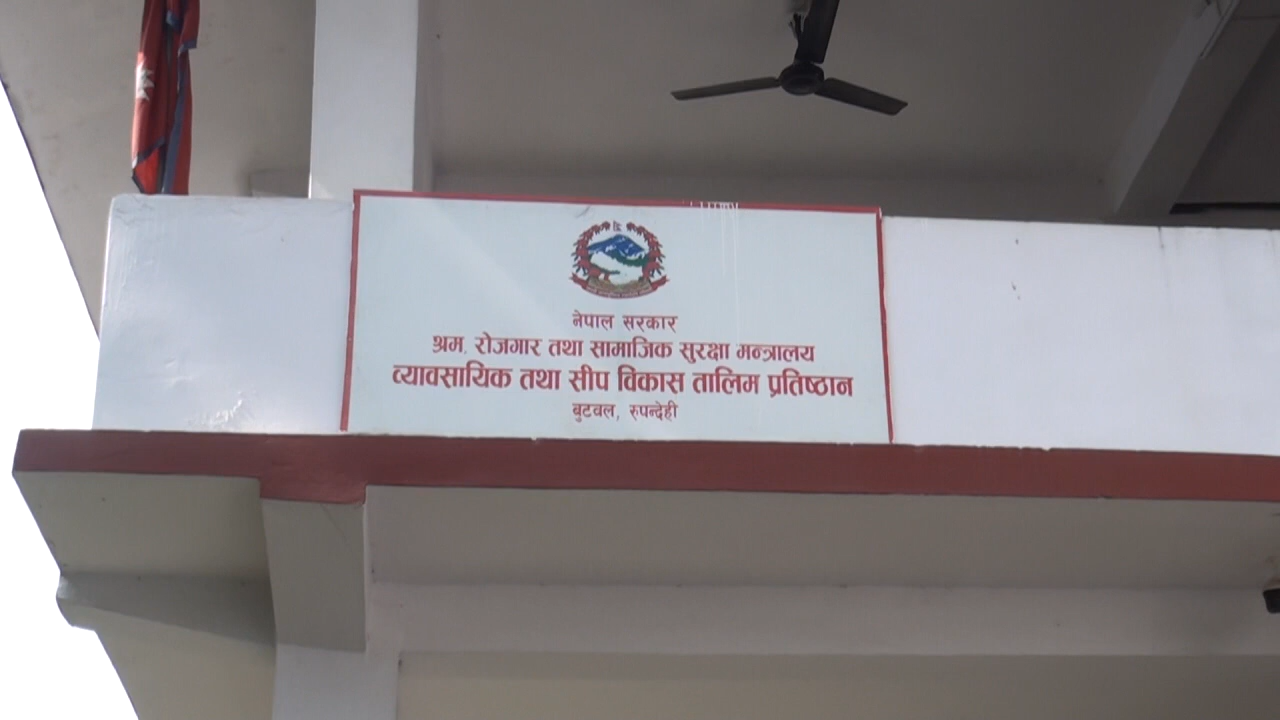 नेपाल सरकार
श्रम, रोजगार तथा सामाजिक सुरक्षा मन्त्रालय
व्यावसायिक तथा सीप विकास तालिम प्रतिष्ठान
बुटवल, रुपन्देही